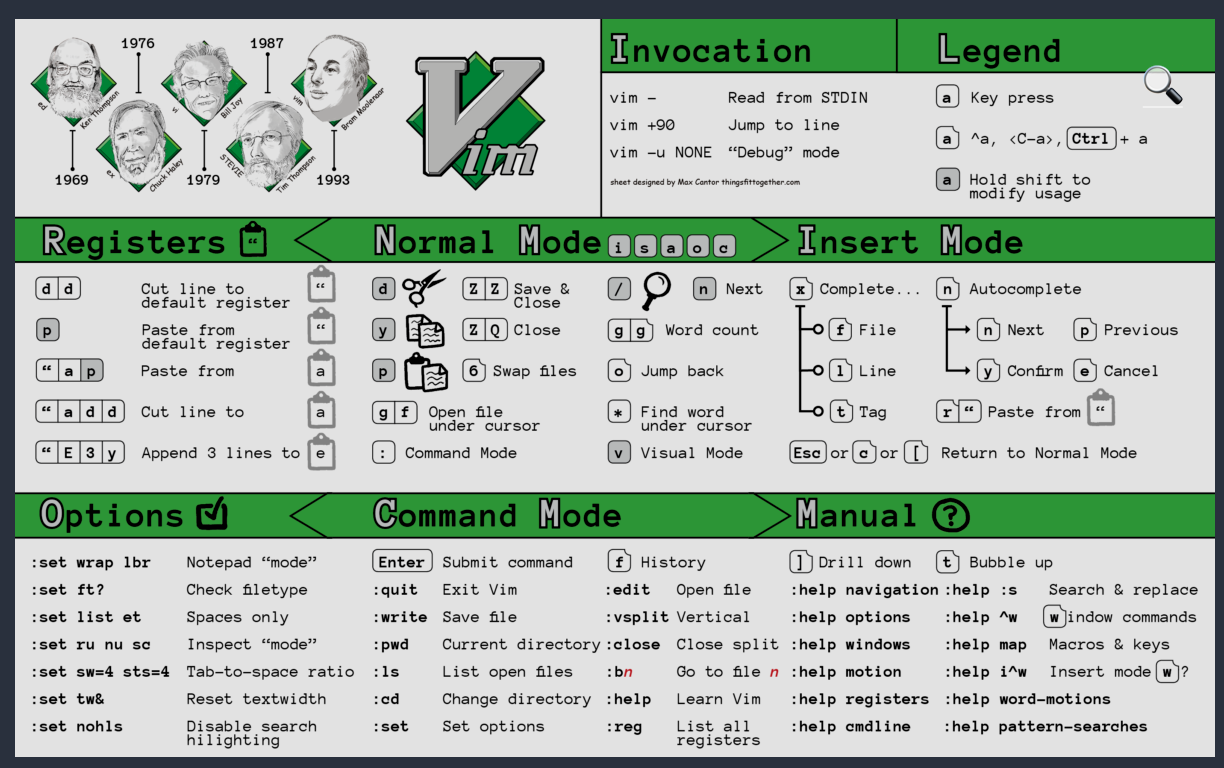 1976
1987
ed
Ken Thompson
ex
Chuck Haley
vi
Bill Joy
STEVIE
Tim Thompson
vim
Bram Moolenaar
1969
1979
1993
Vim
Invocation
vim – Read from STDIN
vim +90 Jump to line
vim –u NONE “Debug” mode
sheet designed by Max Cantor thingsfittogether.com
Legend
a Key press
a ^a, <C–a>, Ctrl + a
a Hold shift to
modify usage
Registers “
d d Cut line to
default register “
p Paste from
default register “
“ a p Paste from a
“ a d d Cut line to a
“ E 3 y Append 3 lines to e
Normal Mode i s a o c
d Z Z Save &
Close
/ n Next
y Z Q Close
g g Word count
p 6 Swap files
o Jump back
g f Open file
under cursor
* Find word
under cursor
: Command Mode
v Visual Mode
Insert Mode
x Complete...
f File
l Line
t Tag
n Autocomplete
n Next p Previous
y Confirm e Cancel
r “ Paste from “
Esc or c or [ Return to Normal Mode
Options
:set wrap lbr Notepad “mode”
:set ft? Check filetype
:set list et Spaces only
:set ru nu sc Inspect “mode”
:set sw=4 sts=4 Tab–to–space ratio
:set tw& Reset textwidth
:set nohls Disable search
hilighting
Command Mode
Enter Submit command
f History
:quit Exit Vim
:edit Open file
:write Save file
:vsplit Vertical
:pwd Current directory
:close Close split
:ls List open files
:bn Go to file n
:cd Change directory
:help Learn Vim
:set Set options
:reg List all
registers
Manual ?
] Drill down t Bubble up
:help navigation :help :s Search & replace
:help options :help ^w window commands
:help windows :help map Macros & keys
:help motion :help i^w Insert mode w?
:help registers :help word–motions
:help cmdline :help pattern–searches